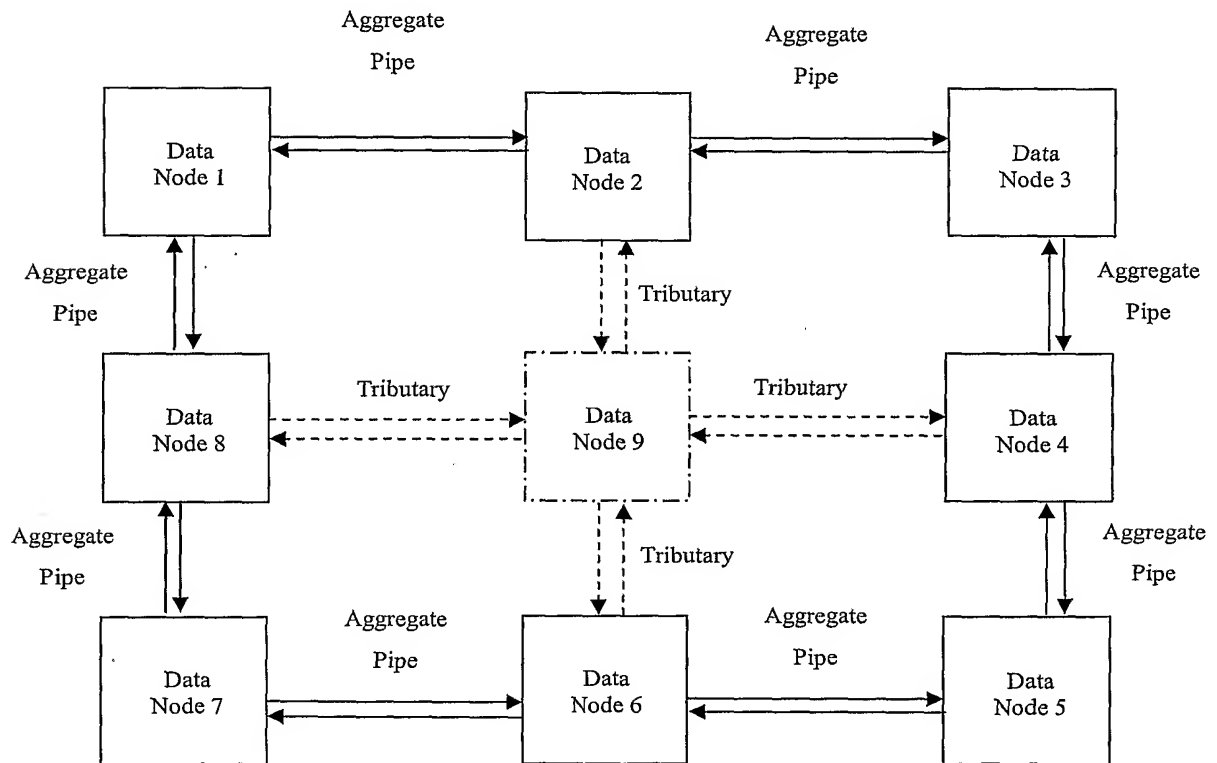 Aggregate
Pipe
Aggregate
Pipe
Data
Node 1
Data
Node 2
Data
Node 3
Aggregate
Pipe
Tributary
Aggregate
Pipe
Data
Node 8
Tributary
Data
Node 9
Tributary
Data
Node 4
Aggregate
Pipe
Tributary
Aggregate
Pipe
Data
Node 7
Aggregate
Pipe
Data
Node 6
Aggregate
Pipe
Data
Node 5